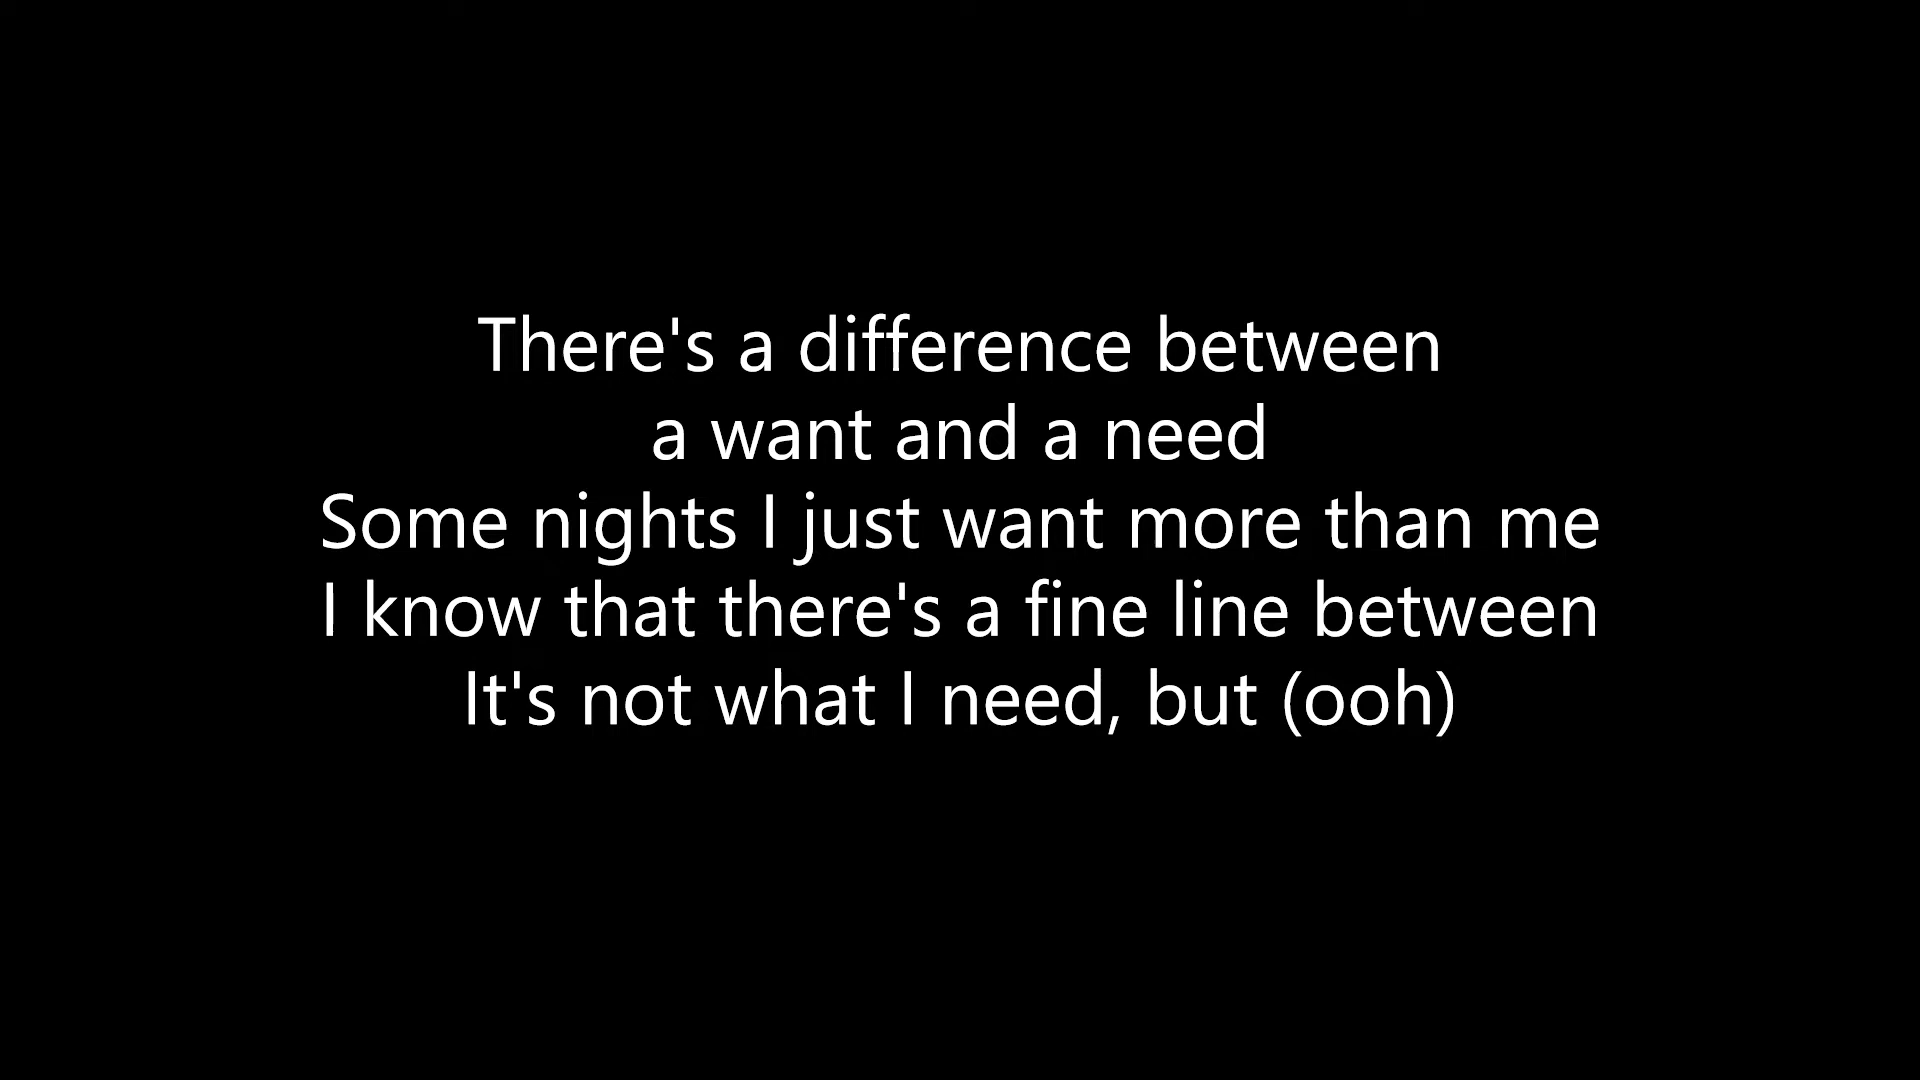 There's a difference between
a want and a need
Some nights I just want more than me
I know that there's a fine line between
It's not what I need, but (ooh)